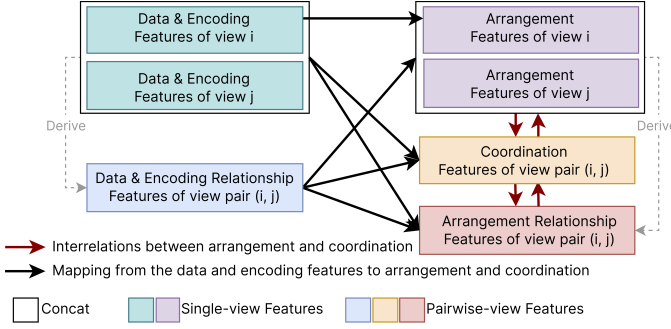 Data & Encoding
Features of view i
Data & Encoding
Features of view j
Arrangement
Features of view i
Arrangement
Features of view j
Derive
Derive
Data & Encoding Relationship
Features of view pair (i, j)
Coordination
Features of view pair (i, j)
Arrangement Relationship
Features of view pair (i, j)
Interrelations between arrangement and coordination
Mapping from the data and encoding features to arrangement and coordination
Concat
Single-view Features
Pairwise-view Features